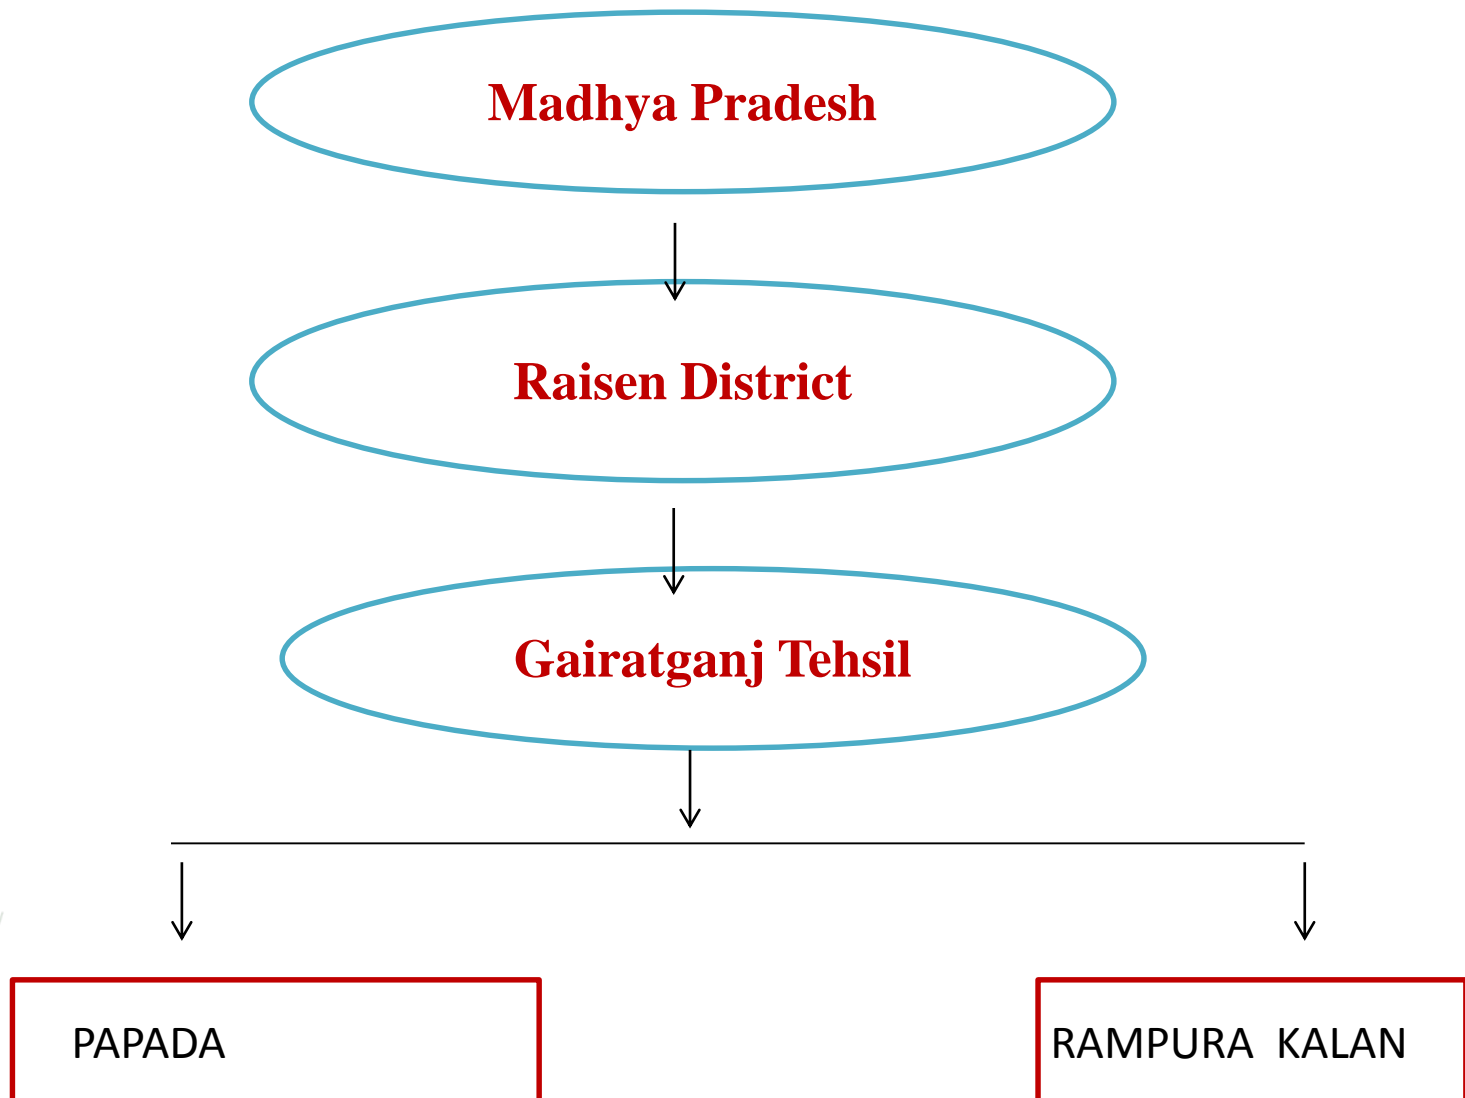 Madhya Pradesh
Raisen District
Gairatganj Tehsil
PAPADA
RAMPURA KALAN